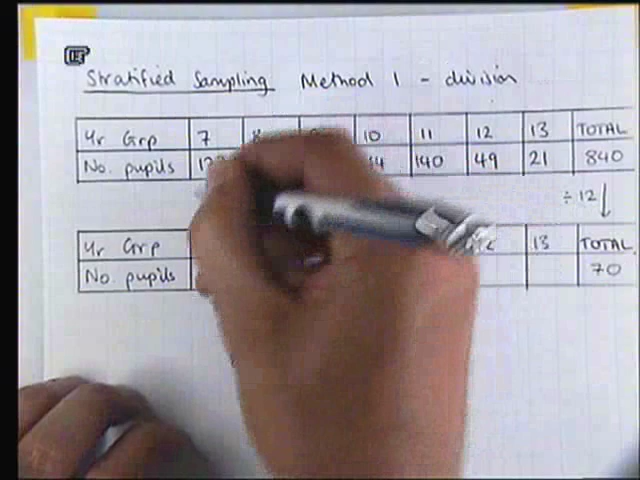 Stratified Sampling Method 1 - division
Yr Grp 7 10 11 12 13 TOTAL
No. pupils 140 49 21 840
÷ 12
Yr Grp 13 TOTAL
No. pupils 70